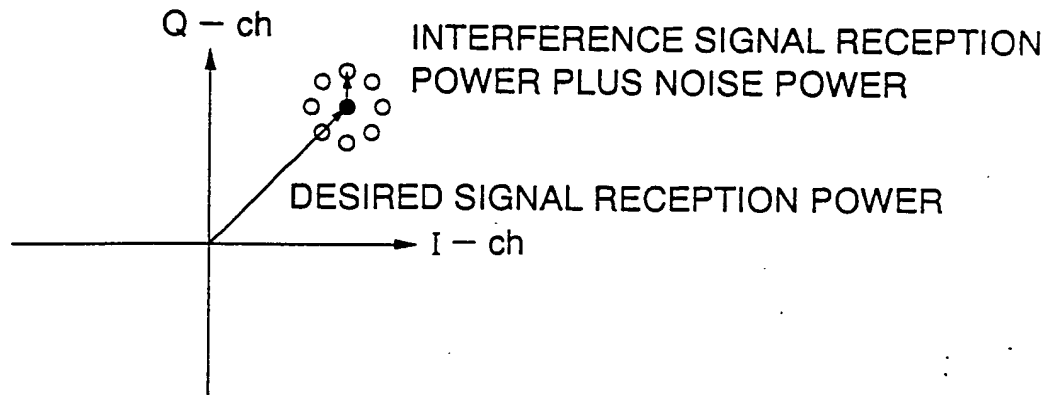 Q — ch
INTERFERENCE SIGNAL RECEPTION
POWER PLUS NOISE POWER
DESIRED SIGNAL RECEPTION POWER
I — ch